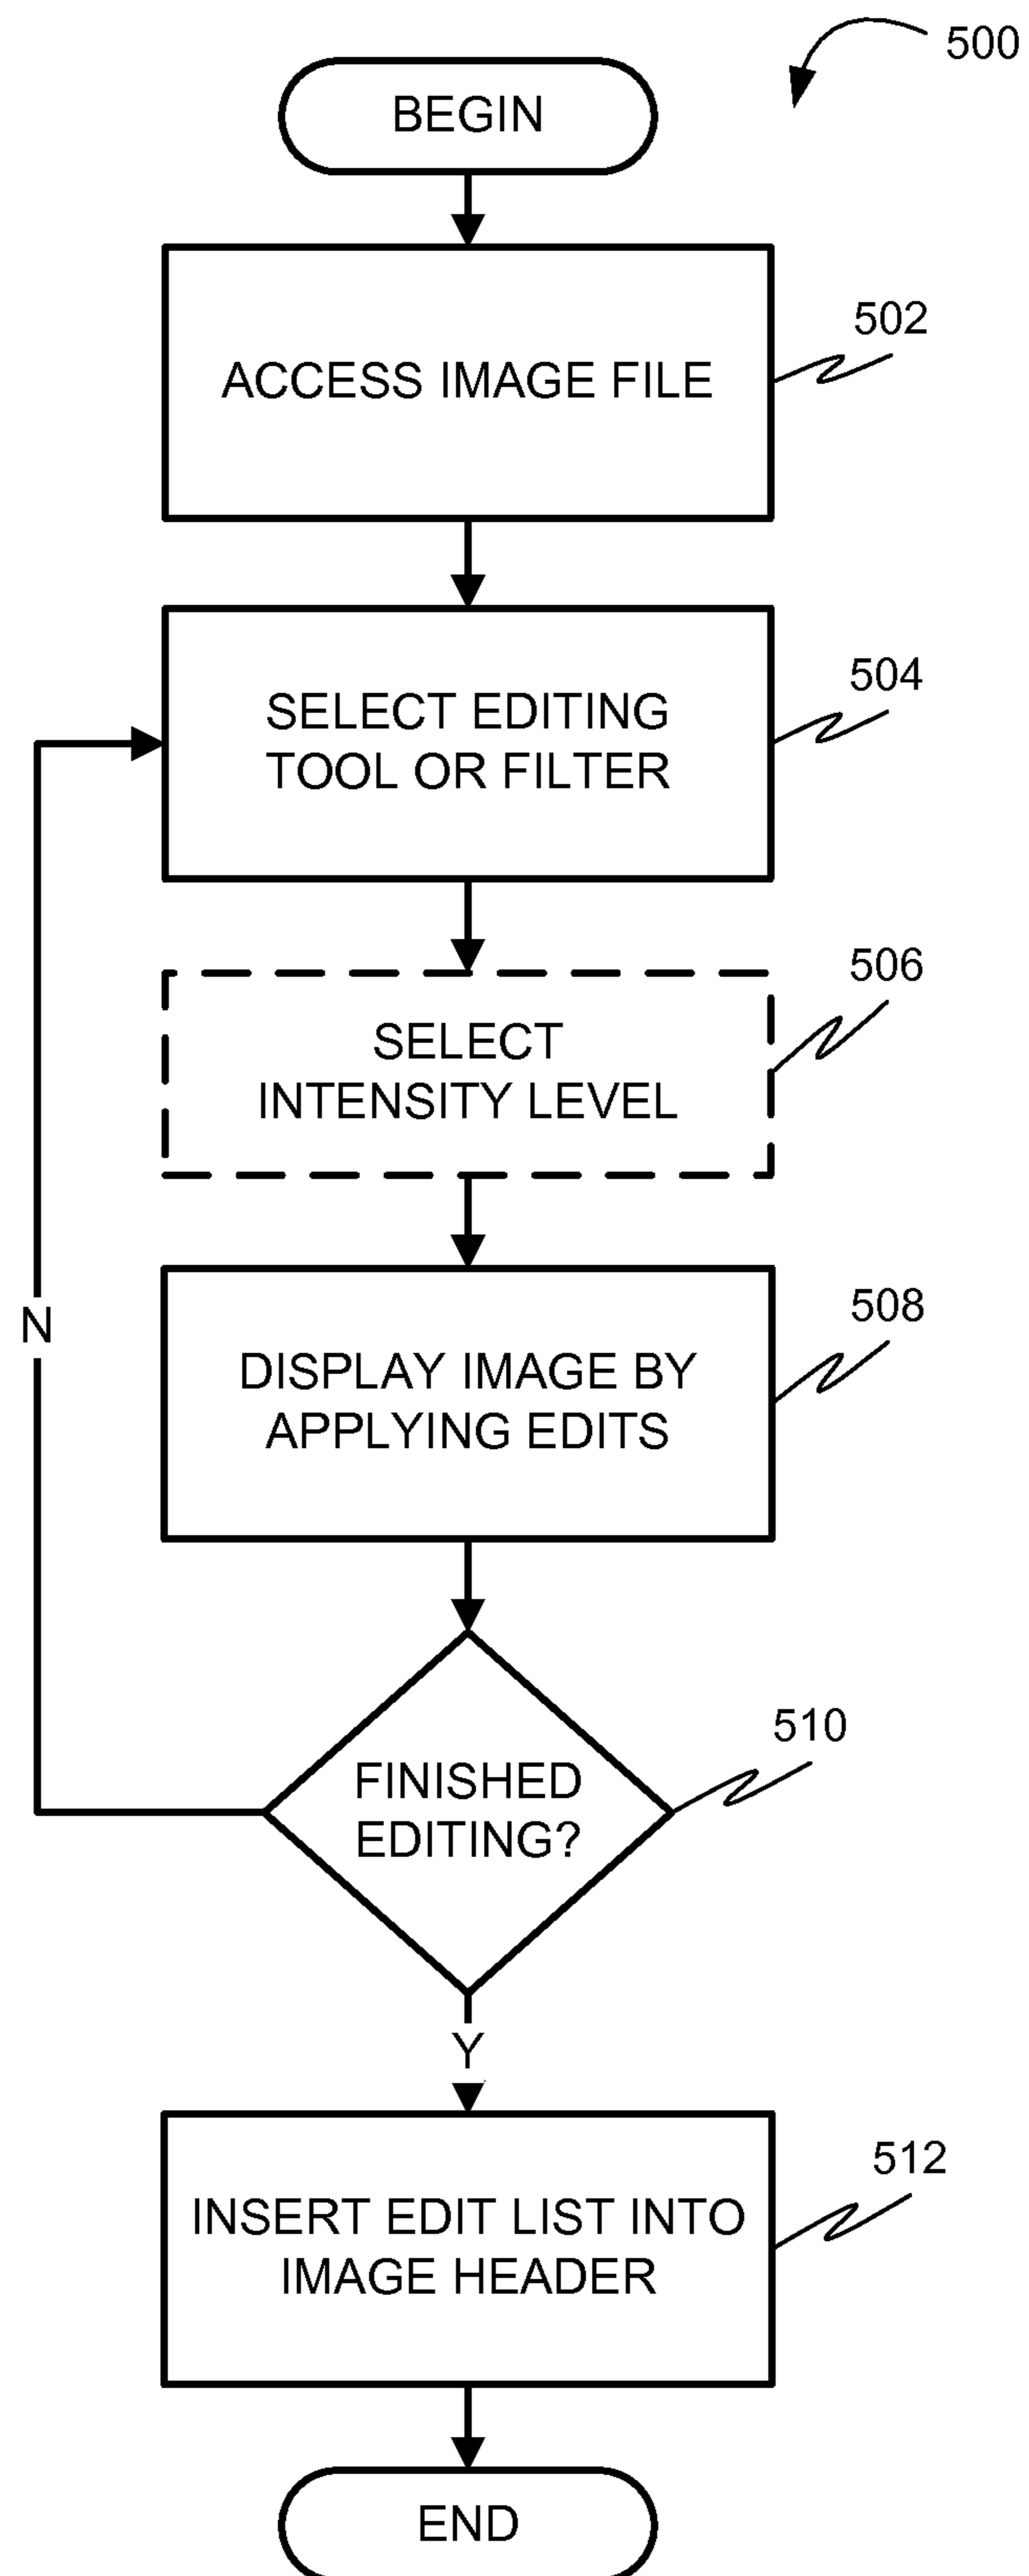 500
BEGIN
502
ACCESS IMAGE FILE
504
SELECT EDITING
TOOL OR FILTER
506
SELECT
INTENSITY LEVEL
508
DISPLAY IMAGE BY
APPLYING EDITS
N
510
FINISHED
EDITING?
Y
512
INSERT EDIT LIST INTO
IMAGE HEADER
END